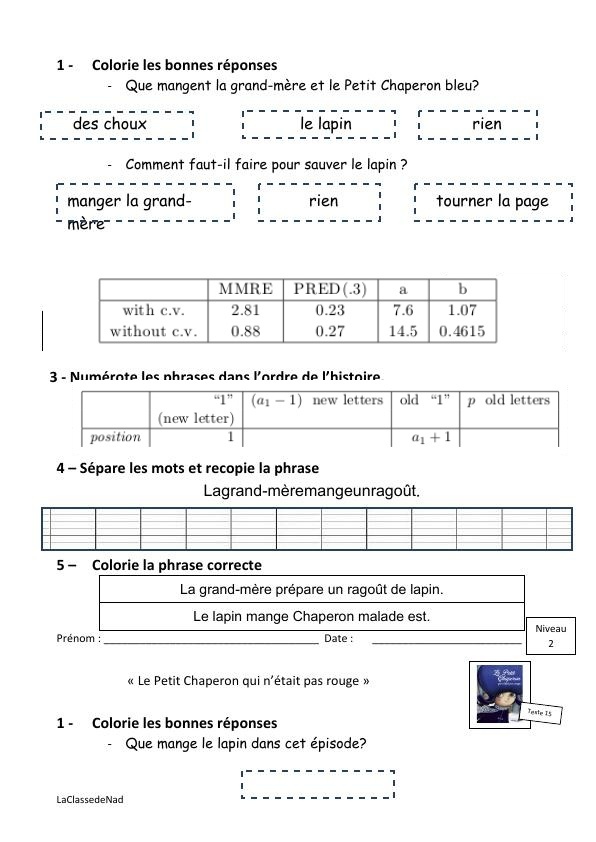 1 - Colorie les bonnes réponses
- Que mangent la grand-mère et le Petit Chaperon bleu?
des choux le lapin rien
- Comment faut-il faire pour sauver le lapin ?
manger la grand- rien tourner la page
mère
MMRE PRED(.3) a b
with c.v. 2.81 0.23 7.6 1.07
without c.v. 0.88 0.27 14.5 0.4615
3 - Numérote les phrases dans l'ordre de l'histoire.
"1" (a₁ − 1) new letters old "1" p old letters
(new letter)
position 1 a₁ + 1
4 – Sépare les mots et recopie la phrase
Lagrand-mèremangeunragoût.
5 – Colorie la phrase correcte
La grand-mère prépare un ragoût de lapin.
Le lapin mange Chaperon malade est.
Niveau
Prénom : Date :
2
« Le Petit Chaperon qui n'était pas rouge »
Le Petit
Chaperon
Texte 15
1 - Colorie les bonnes réponses
- Que mange le lapin dans cet épisode?
LaClassedeNad